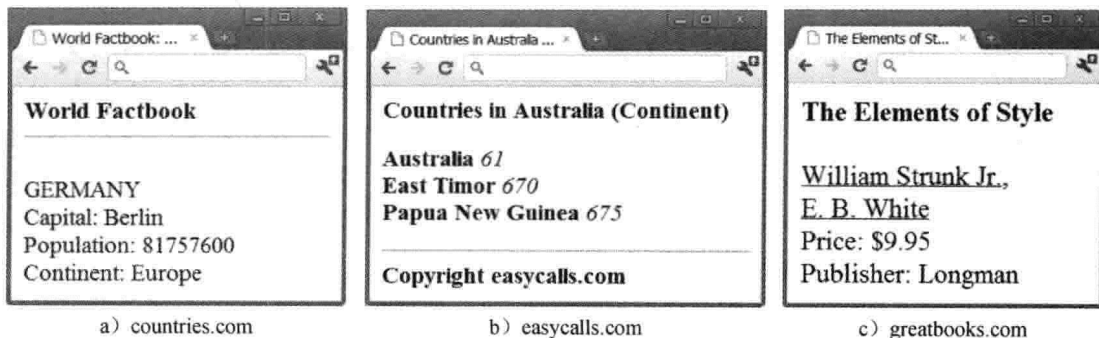 World Factbook: ...
World Factbook
GERMANY
Capital: Berlin
Population: 81757600
Continent: Europe
a）countries.com
Countries in Australia ...
Countries in Australia (Continent)
Australia 61
East Timor 670
Papua New Guinea 675
Copyright easycalls.com
b）easycalls.com
The Elements of St...
The Elements of Style
William Strunk Jr.,
E. B. White
Price: $9.95
Publisher: Longman
c）greatbooks.com